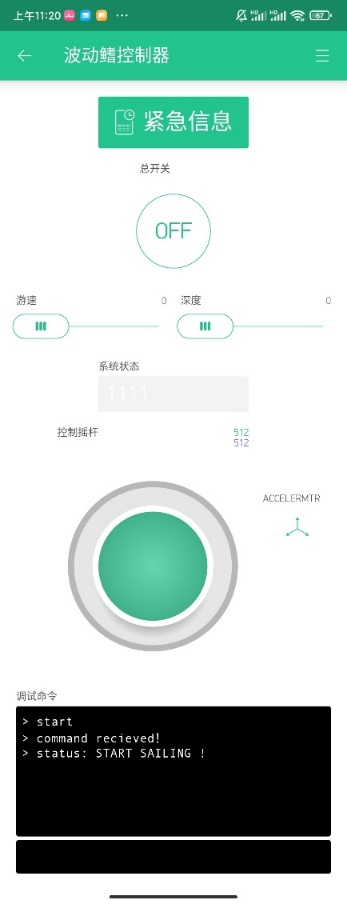 上午11:20 ...
HD HD 67
波动鳍控制器
紧急信息
总开关
OFF
游速 0 深度 0
系统状态
1111
控制摇杆 512
512
ACCELERMTR
调试命令
> start
> command recieved!
> status: START SAILING !